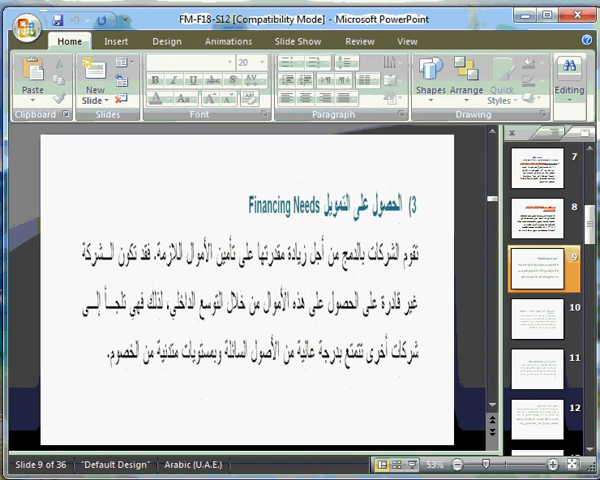 FM-F18-S12 [Compatibility Mode] - Microsoft PowerPoint
Home Insert Design Animations Slide Show Review View Format
Paste
New Slide
20
B I U S AV
Aa A A
Shapes Arrange Quick Styles
Editing
Clipboard Slides Font Paragraph Drawing
3) الحصول على التمويل Financing Needs
تقوم الشركات بالدمج من أجل زيادة مقدرتها على تأمين الأموال اللازمة. فقد تكون الشركة
غير قادرة على الحصول على هذه الأموال من خلال التوسع الداخلي، لذلك فهي تلجأ إلى
شركات أخرى تتمتع بدرجة عالية من الأصول السائلة وبمستويات متدنية من الخصوم.
7
8
9
10
11
12
Slide 9 of 36 "Default Design" Arabic (U.A.E.) 53%